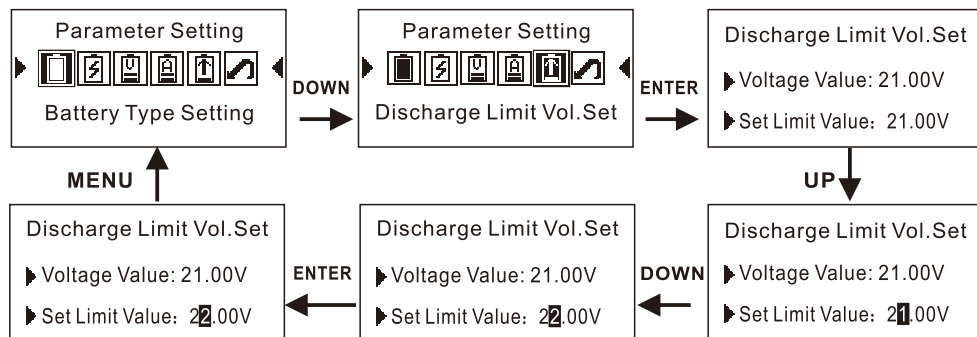 Parameter Setting
Battery Type Setting
DOWN
Parameter Setting
Discharge Limit Vol.Set
ENTER
Discharge Limit Vol.Set
Voltage Value: 21.00V
Set Limit Value: 21.00V
UP
Discharge Limit Vol.Set
Voltage Value: 21.00V
Set Limit Value: 21.00V
DOWN
Discharge Limit Vol.Set
Voltage Value: 21.00V
Set Limit Value: 22.00V
ENTER
Discharge Limit Vol.Set
Voltage Value: 21.00V
Set Limit Value: 22.00V
MENU